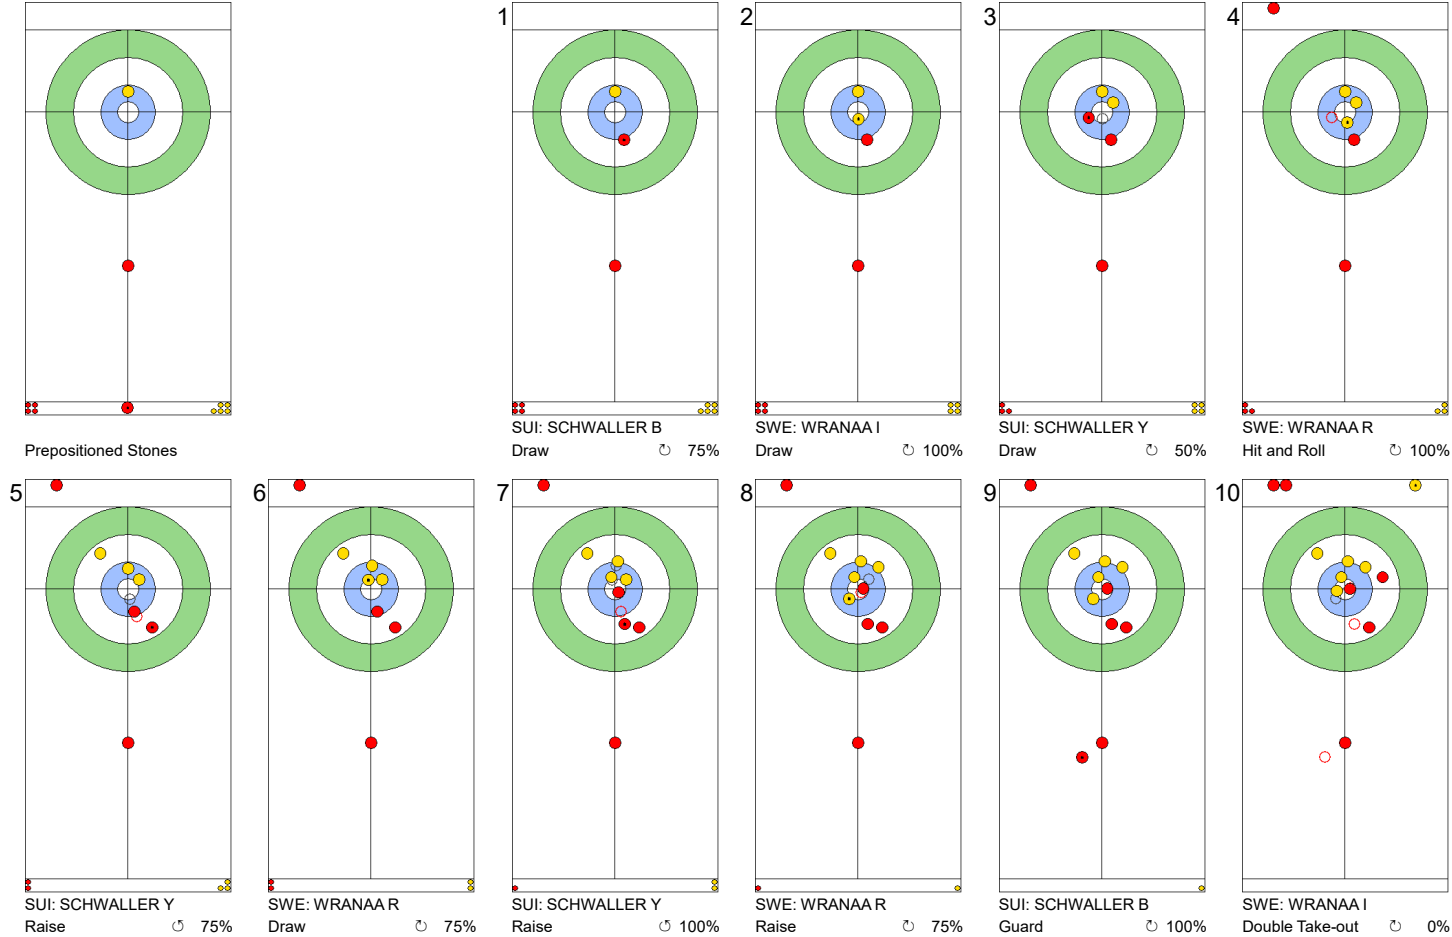 1
2
3
4
Prepositioned Stones
SUI: SCHWALLER B
Draw ↻ 75%
SWE: WRANAA I
Draw ↻ 100%
SUI: SCHWALLER Y
Draw ↻ 50%
SWE: WRANAA R
Hit and Roll ↻ 100%
5
6
7
8
9
10
SUI: SCHWALLER Y
Raise ↺ 75%
SWE: WRANAA R
Draw ↻ 75%
SUI: SCHWALLER Y
Raise ↺ 100%
SWE: WRANAA R
Raise ↻ 75%
SUI: SCHWALLER B
Guard ↻ 100%
SWE: WRANAA I
Double Take-out ↻ 0%